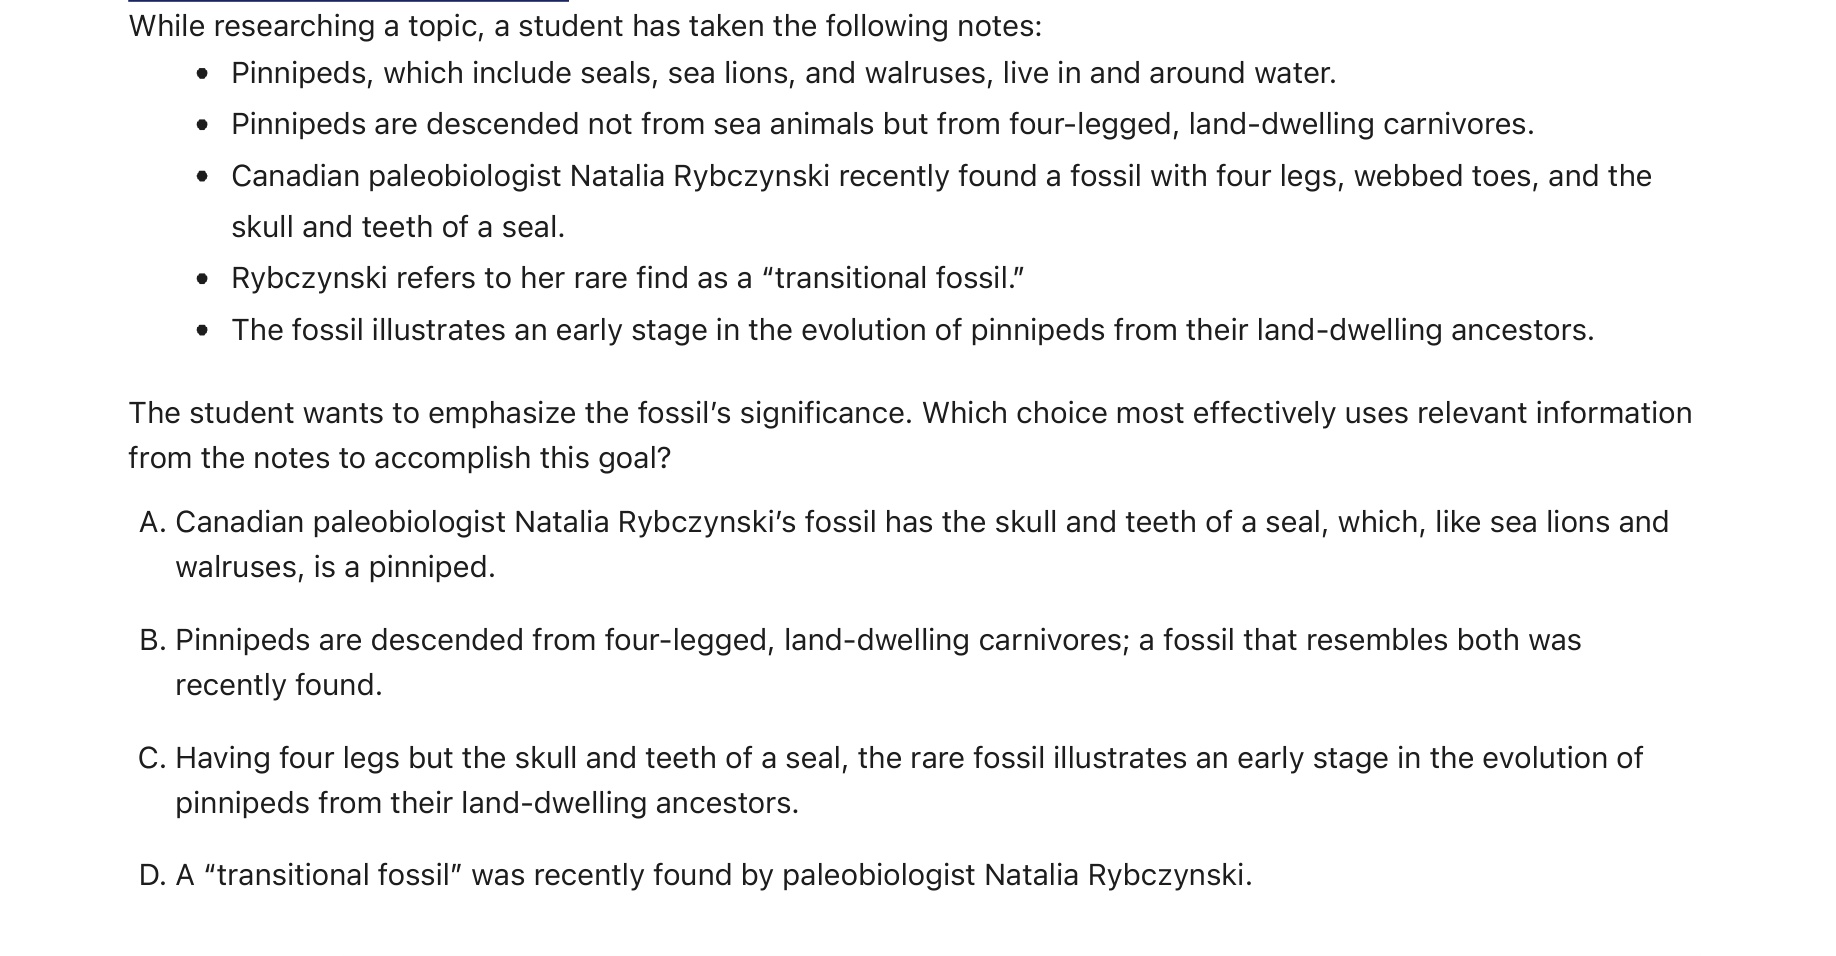 While researching a topic, a student has taken the following notes:
• Pinnipeds, which include seals, sea lions, and walruses, live in and around water.
• Pinnipeds are descended not from sea animals but from four-legged, land-dwelling carnivores.
• Canadian paleobiologist Natalia Rybczynski recently found a fossil with four legs, webbed toes, and the
skull and teeth of a seal.
• Rybczynski refers to her rare find as a “transitional fossil.”
• The fossil illustrates an early stage in the evolution of pinnipeds from their land-dwelling ancestors.
The student wants to emphasize the fossil’s significance. Which choice most effectively uses relevant information
from the notes to accomplish this goal?
A. Canadian paleobiologist Natalia Rybczynski’s fossil has the skull and teeth of a seal, which, like sea lions and
walruses, is a pinniped.
B. Pinnipeds are descended from four-legged, land-dwelling carnivores; a fossil that resembles both was
recently found.
C. Having four legs but the skull and teeth of a seal, the rare fossil illustrates an early stage in the evolution of
pinnipeds from their land-dwelling ancestors.
D. A “transitional fossil” was recently found by paleobiologist Natalia Rybczynski.